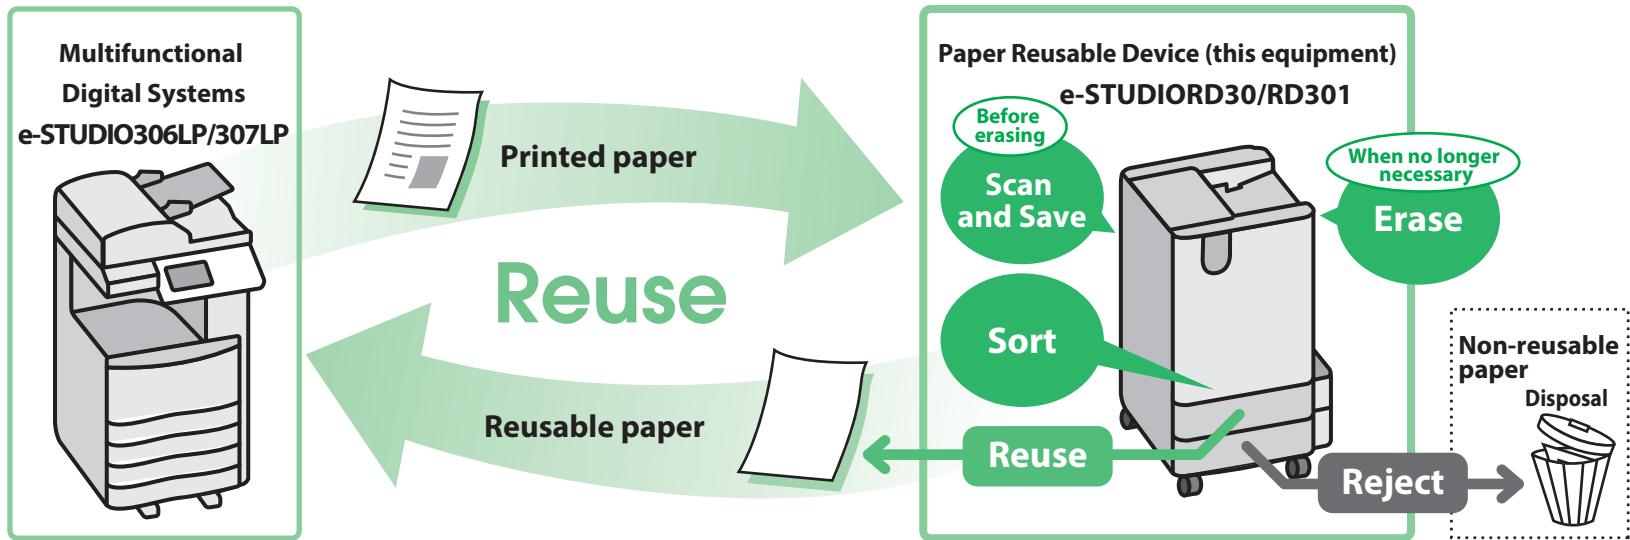 Multifunctional
Digital Systems
e-STUDIO306LP/307LP
Printed paper
Reuse
Reusable paper
Paper Reusable Device (this equipment)
e-STUDIORD30/RD301
Before
erasing
Scan
and Save
When no longer
necessary
Erase
Sort
Reuse
Reject
Non-reusable
paper
Disposal